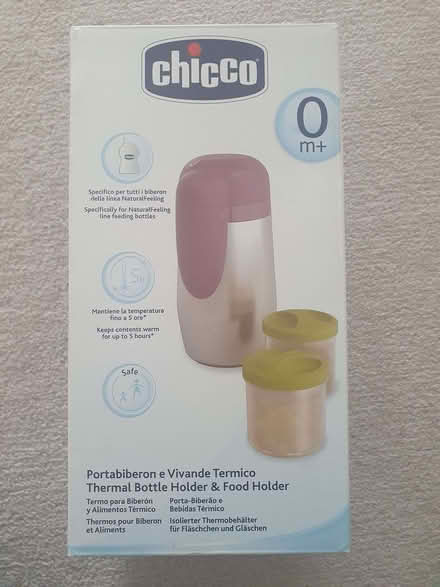 chicco
0
m+
Specifico per tutti i biberon
della linea NaturalFeeling
Specifically for NaturalFeeling
line feeding bottles
5h
Mantiene la temperatura
fino a 5 ore*
Keeps contents warm
for up to 5 hours*
Safe
Portabiberon e Vivande Termico
Thermal Bottle Holder & Food Holder
Termo para Biberón
y Alimentos Térmico
Porta-Biberão e
Bebidas Térmico
Thermos pour Biberon
et Aliments
Isolierter Thermobehälter
für Fläschchen und Gläschen